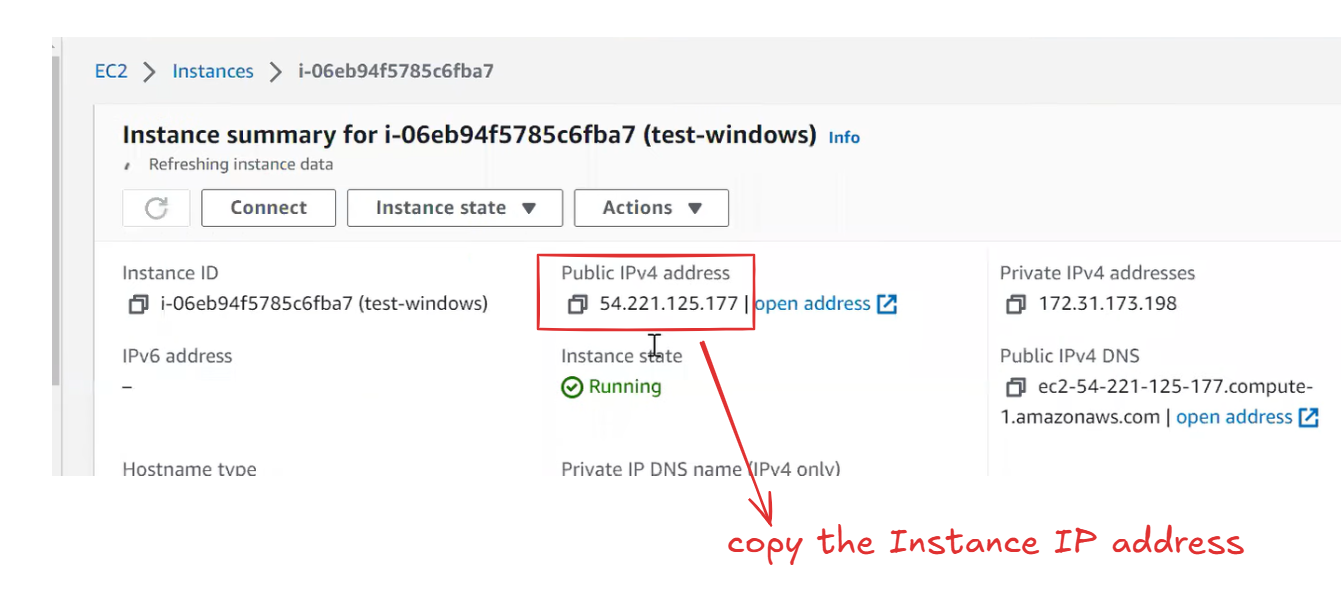 EC2 > Instances > i-06eb94f5785c6fba7
Instance summary for i-06eb94f5785c6fba7 (test-windows) Info
Refreshing instance data
Connect Instance state ▼ Actions ▼
Instance ID Public IPv4 address Private IPv4 addresses
i-06eb94f5785c6fba7 (test-windows) 54.221.125.177 | open address 172.31.173.198
IPv6 address Instance state Public IPv4 DNS
– Running ec2-54-221-125-177.compute-
1.amazonaws.com | open address
Hostname type Private IP DNS name (IPv4 only)
copy the Instance IP address